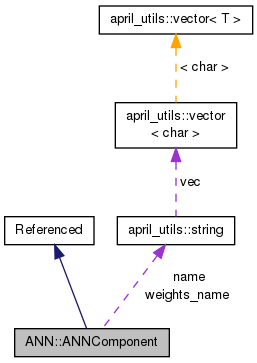 april_utils::vector< T >
< char >
april_utils::vector
< char >
vec
Referenced
april_utils::string
name
weights_name
ANN::ANNComponent